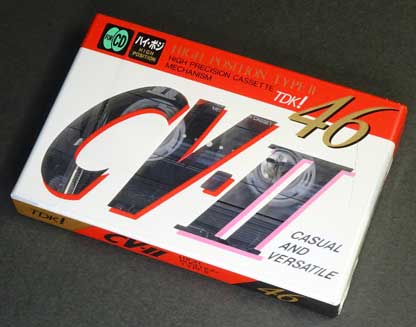 FOR CD
ハイ・ポジ
HIGH
POSITION
HIGH POSITION TYPE II
HIGH PRECISION CASSETTE
MECHANISM
TDK!
46
CV-II
CASUAL
AND
VERSATILE
TDK!
CV-II
46